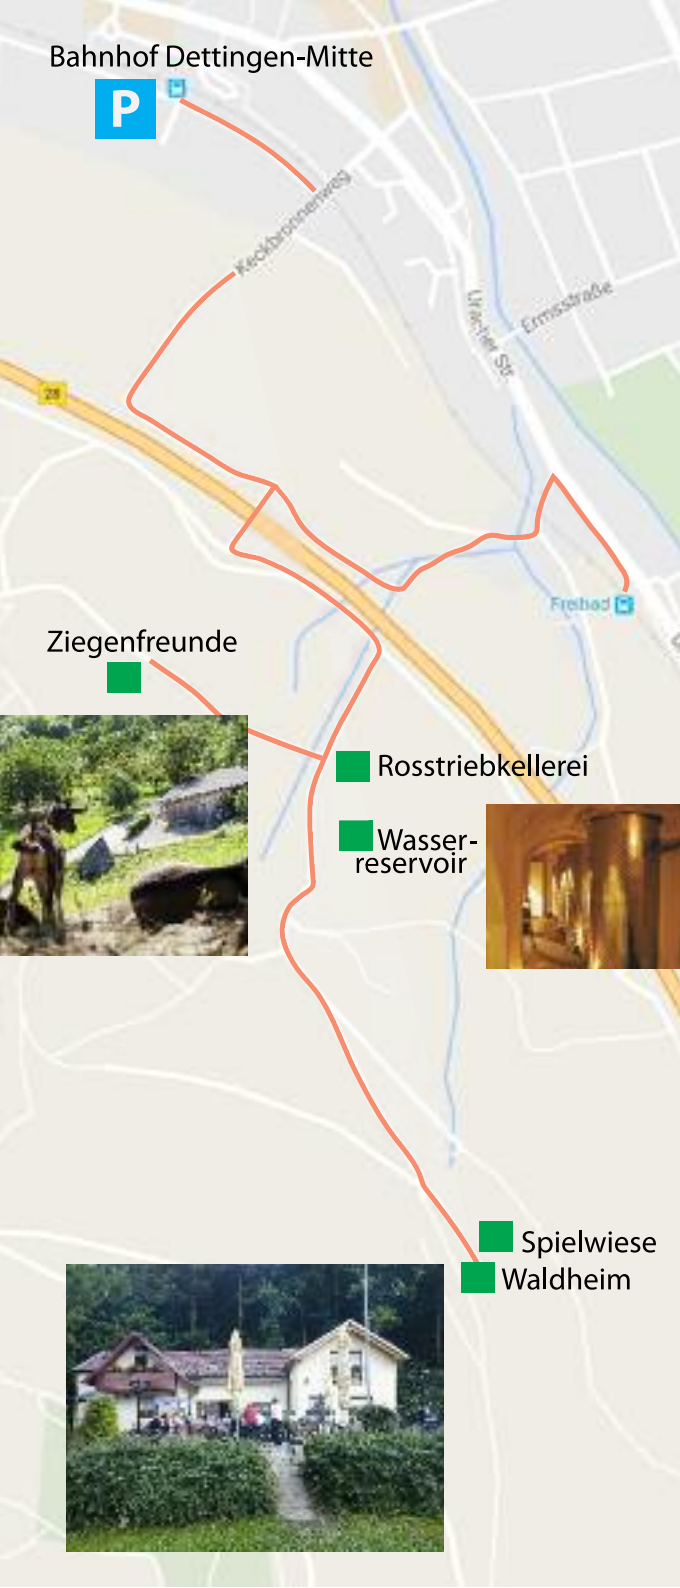 Bahnhof Dettingen-Mitte
P
Keckbronnenweg
Uracher Str.
Ermsstraße
28
Freibad
Ziegenfreunde
Rosstriebkellerei
Wasser-
reservoir
Spielwiese
Waldheim